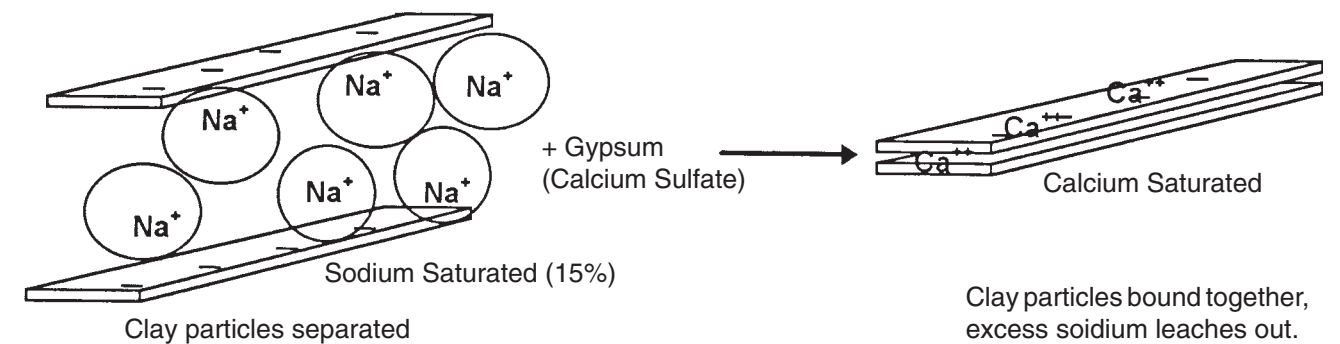 Na⁺
Na⁺
Na⁺
Na⁺
Na⁺
Na⁺
+ Gypsum
(Calcium Sulfate)
Sodium Saturated (15%)
Clay particles separated
Ca⁺⁺
Ca⁺⁺
Ca⁺⁺
Calcium Saturated
Clay particles bound together,
excess soidium leaches out.